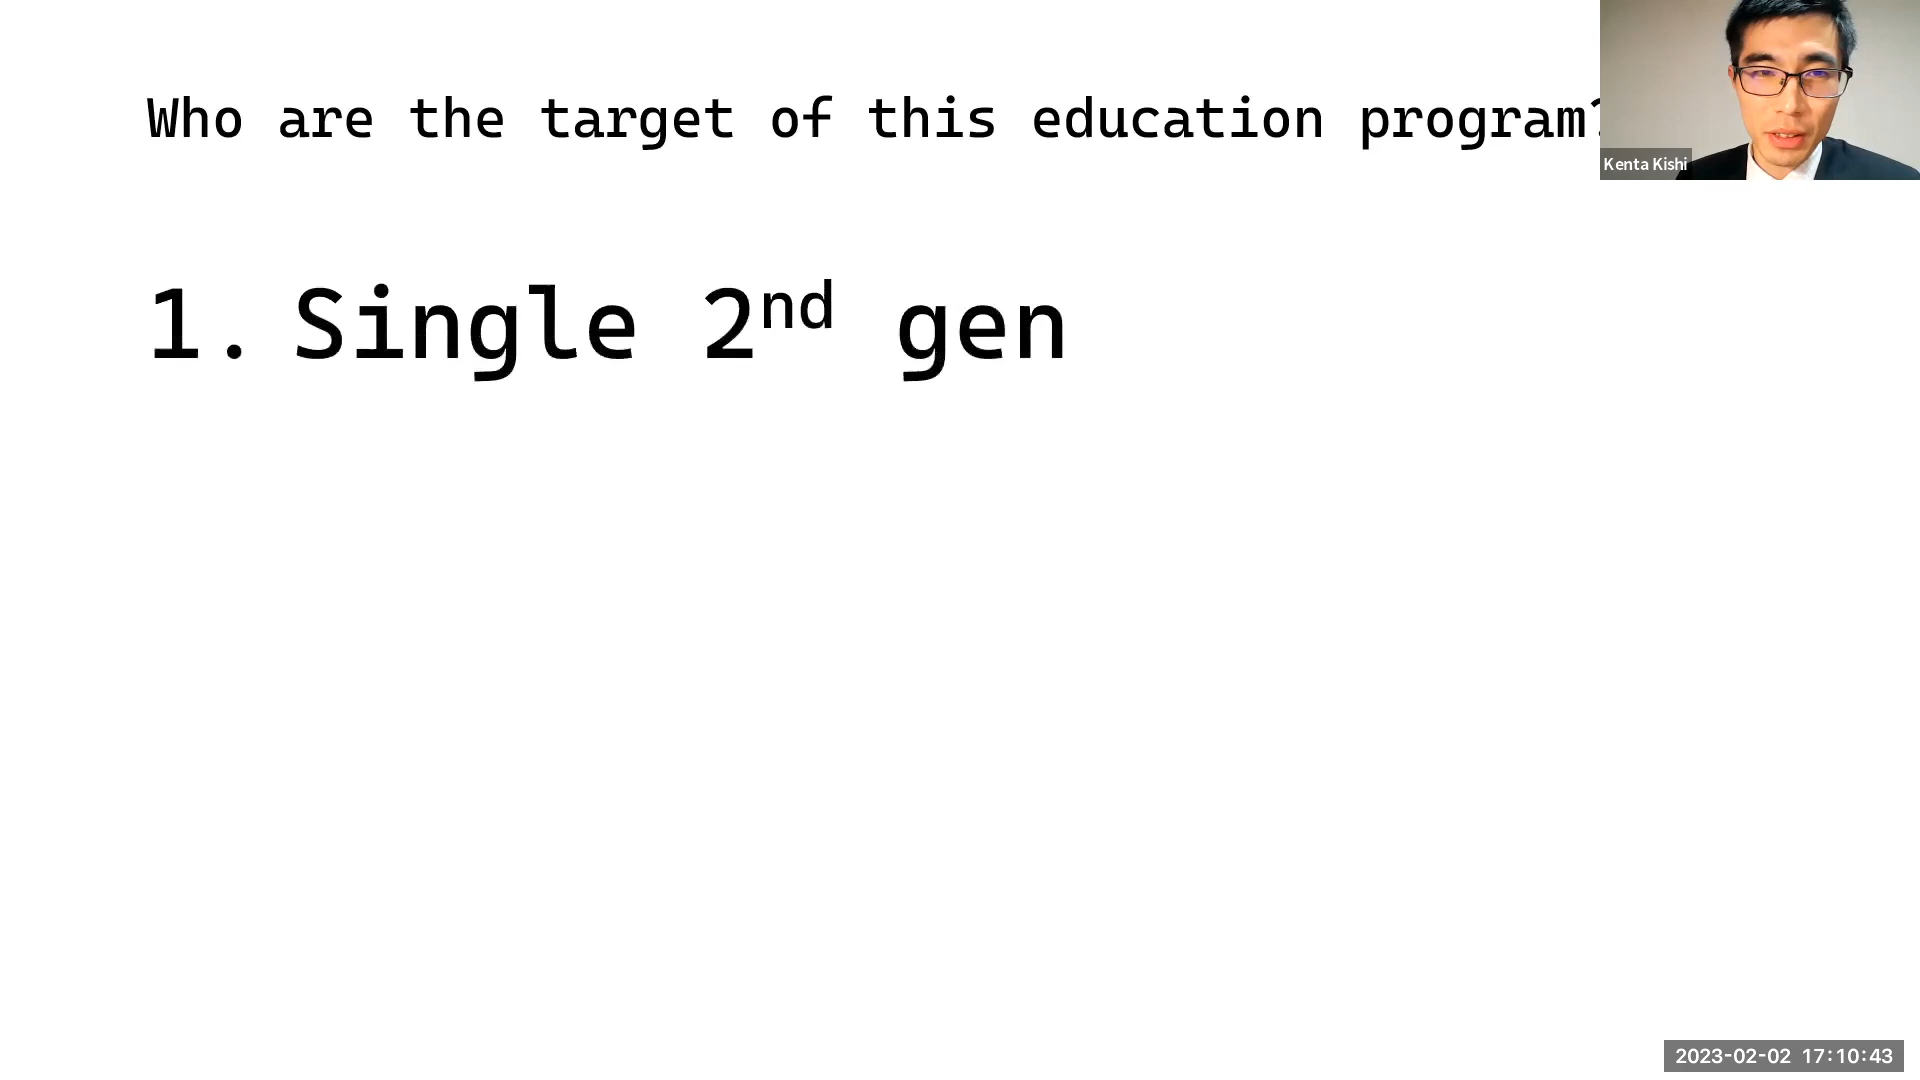 Who are the target of this education program?
Kenta Kishi
1. Single 2nd gen
2023-02-02 17:10:43